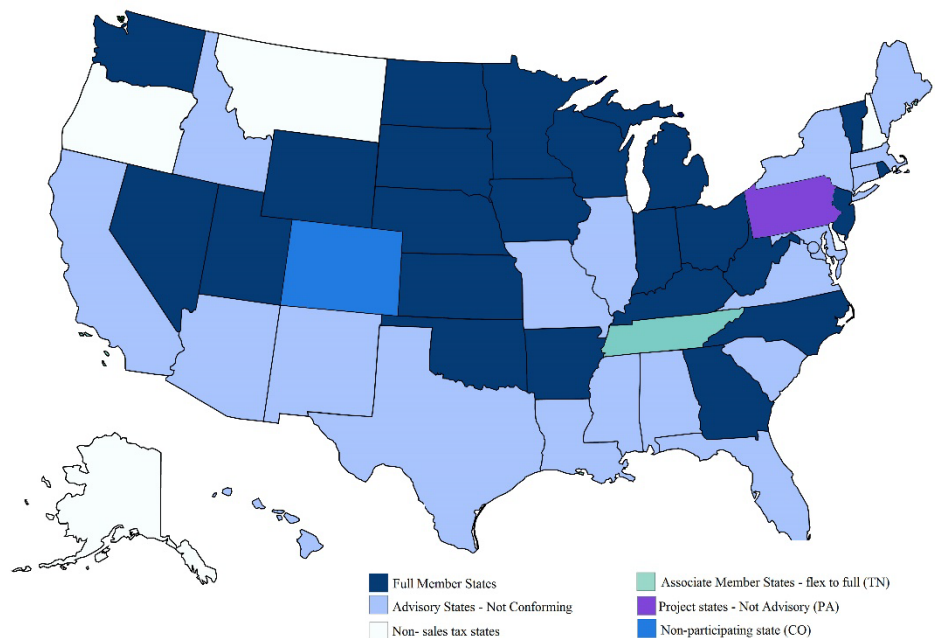 Full Member States
Advisory States - Not Conforming
Non- sales tax states
Associate Member States - flex to full (TN)
Project states - Not Advisory (PA)
Non-participating state (CO)